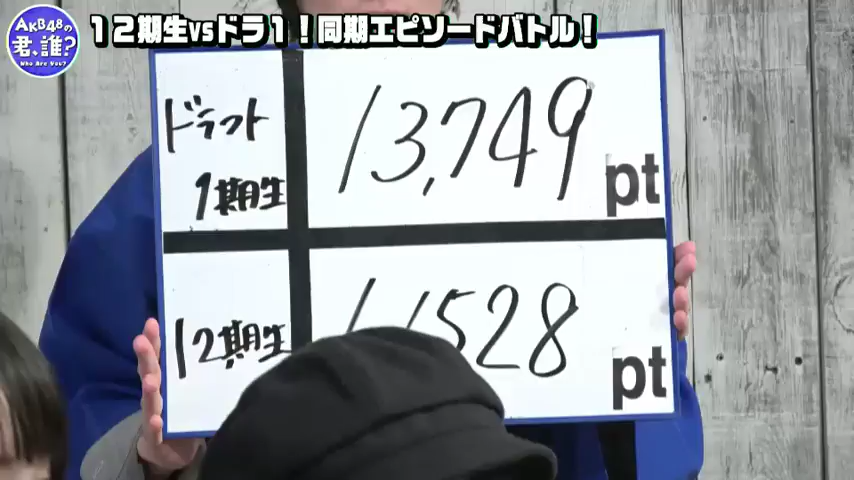 AKB48の
君、誰?
Who Are You?
12期生vsドラ1!同期エピソードバトル!
ドラフト
1期生
13,749
pt
12期生
11528
pt